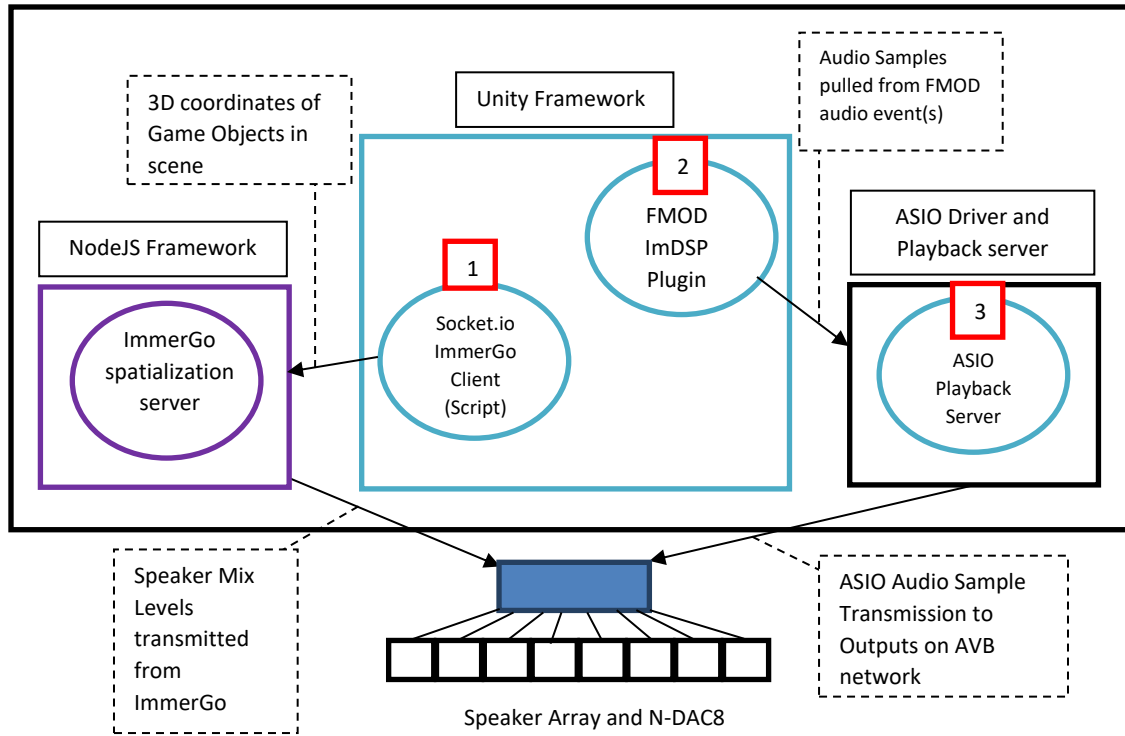 3D coordinates of
Game Objects in
scene
Unity Framework
Audio Samples
pulled from FMOD
audio event(s)
NodeJS Framework
ImmerGo
spatialization
server
1
Socket.io
ImmerGo
Client
(Script)
2
FMOD
ImDSP
Plugin
ASIO Driver and
Playback server
3
ASIO
Playback
Server
Speaker Mix
Levels
transmitted
from
ImmerGo
ASIO Audio Sample
Transmission to
Outputs on AVB
network
Speaker Array and N-DAC8